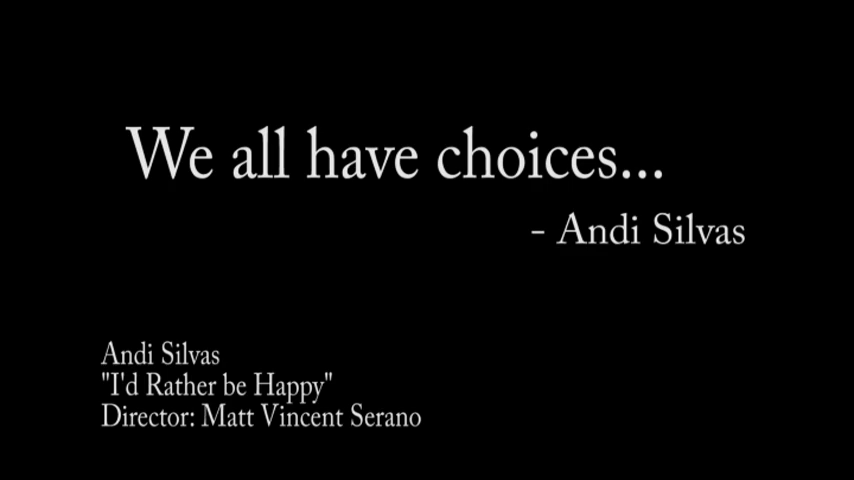 We all have choices...
- Andi Silvas
Andi Silvas
"I'd Rather be Happy"
Director: Matt Vincent Serano